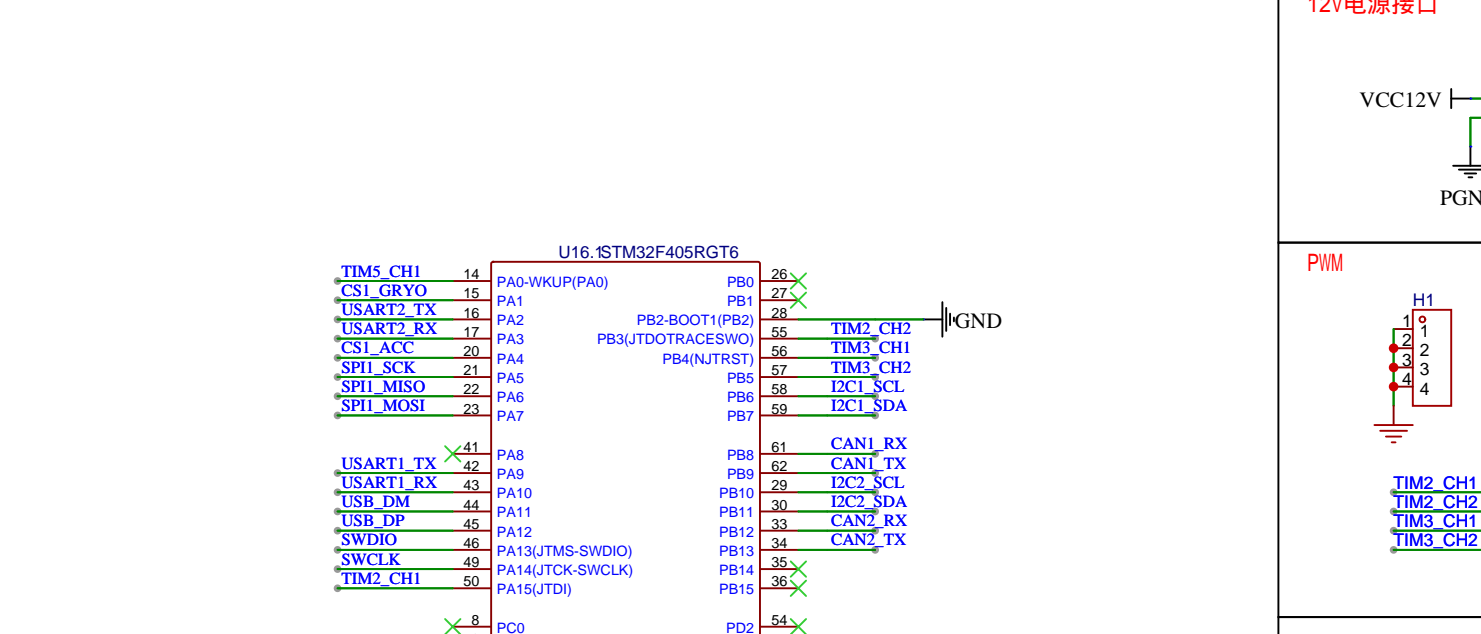 12V电源接口
VCC12V
PGN
U16.1STM32F405RGT6
TIM5_CH1 14 PA0-WKUP(PA0) PB0 26
CS1_GRYO 15 PA1 PB1 27
USART2_TX 16 PA2 PB2-BOOT1(PB2) 28 GND
USART2_RX 17 PA3 PB3(JTDOTRACESWO) 55 TIM2_CH2
CS1_ACC 20 PA4 PB4(NJTRST) 56 TIM3_CH1
SPI1_SCK 21 PA5 PB5 57 TIM3_CH2
SPI1_MISO 22 PA6 PB6 58 I2C1_SCL
SPI1_MOSI 23 PA7 PB7 59 I2C1_SDA
41 PA8 PB8 61 CAN1_RX
USART1_TX 42 PA9 PB9 62 CAN1_TX
USART1_RX 43 PA10 PB10 29 I2C2_SCL
USB_DM 44 PA11 PB11 30 I2C2_SDA
USB_DP 45 PA12 PB12 33 CAN2_RX
SWDIO 46 PA13(JTMS-SWDIO) PB13 34 CAN2_TX
SWCLK 49 PA14(JTCK-SWCLK) PB14 35
TIM2_CH1 50 PA15(JTDI) PB15 36
8 PC0 PD2 54
PWM
H1
1 1
2 2
3 3
4 4
TIM2_CH1
TIM2_CH2
TIM3_CH1
TIM3_CH2